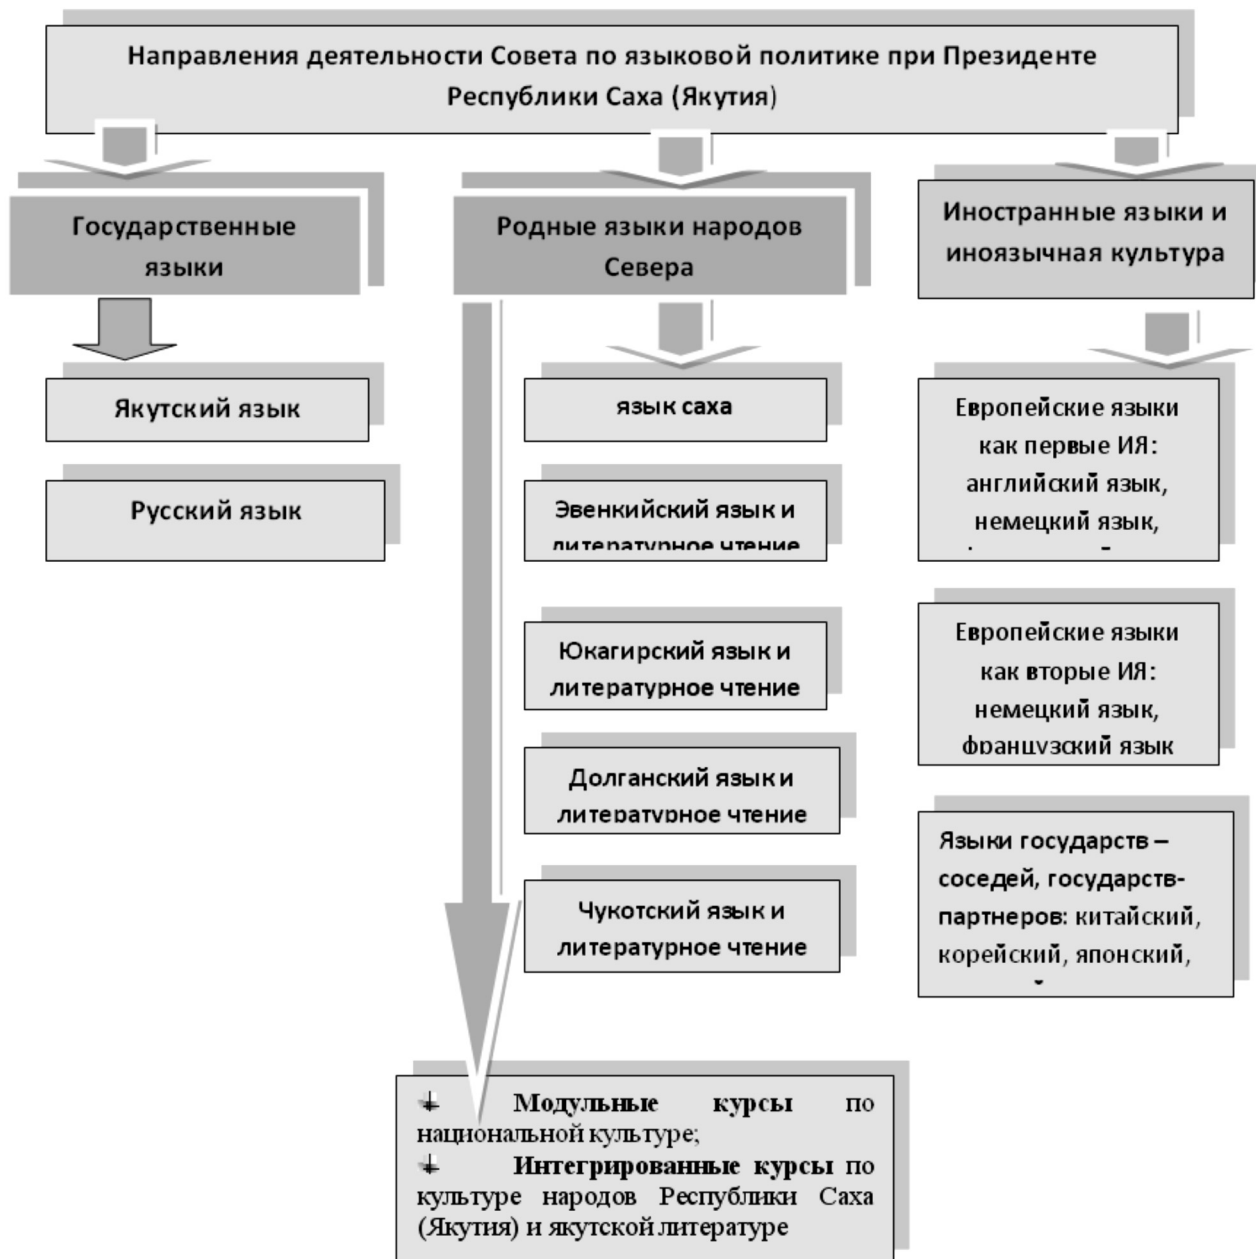 Направления деятельности Совета по языковой политике при Президенте
Республики Саха (Якутия)
Государственные
языки
Якутский язык
Русский язык
Родные языки народов
Севера
язык саха
Эвенкийский язык и
литературное чтение
Юкагирский язык и
литературное чтение
Долганский язык и
литературное чтение
Чукотский язык и
литературное чтение
Иностранные языки и
иноязычная культура
Европейские языки
как первые ИЯ:
английский язык,
немецкий язык,
Европейские языки
как вторые ИЯ:
немецкий язык,
французский язык
Языки государств –
соседей, государств-
партнеров: китайский,
корейский, японский,
Модульные курсы по
национальной культуре;
Интегрированные курсы по
культуре народов Республики Саха
(Якутия) и якутской литературе